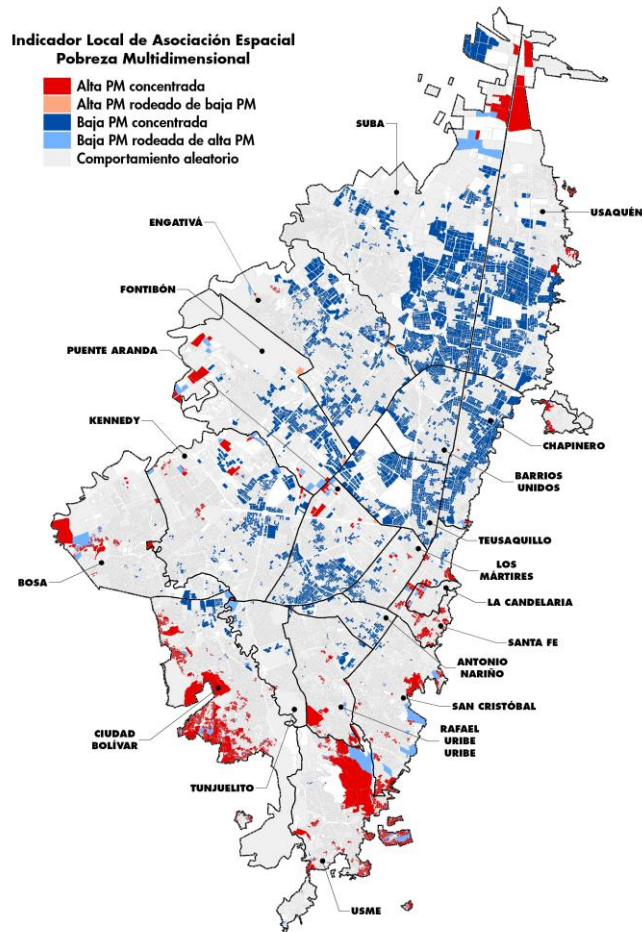 Indicador Local de Asociación Espacial
Pobreza Multidimensional
Alta PM concentrada
Alta PM rodeado de baja PM
Baja PM concentrada
Baja PM rodeada de alta PM
Comportamiento aleatorio
SUBA
USAQUÉN
ENGATIVÁ
FONTIBÓN
PUENTE ARANDA
KENNEDY
CHAPINERO
BARRIOS
UNIDOS
TEUSAQUILLO
LOS
MÁRTIRES
BOSA
LA CANDELARIA
SANTA FE
ANTONIO
NARIÑO
SAN CRISTÓBAL
CIUDAD
BOLÍVAR
RAFAEL
URIBE
URIBE
TUNJUELITO
USME